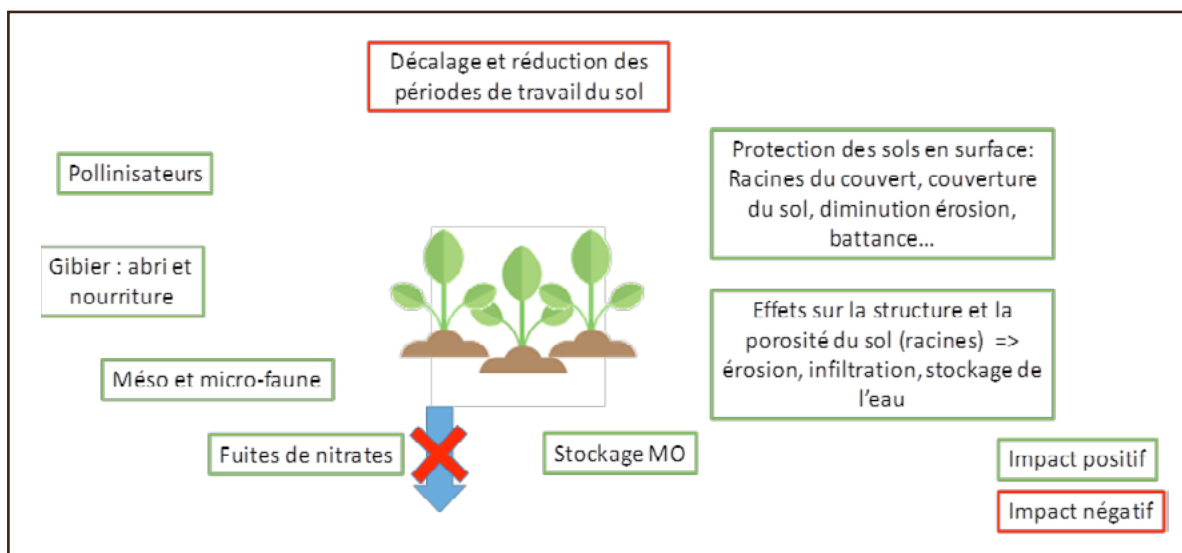 Décalage et réduction des
périodes de travail du sol
Pollinisateurs
Protection des sols en surface:
Racines du couvert, couverture
du sol, diminution érosion,
battance...
Gibier : abri et
nourriture
Effets sur la structure et la
porosité du sol (racines) =>
érosion, infiltration, stockage de
l'eau
Méso et micro-faune
Fuites de nitrates
Stockage MO
Impact positif
Impact négatif